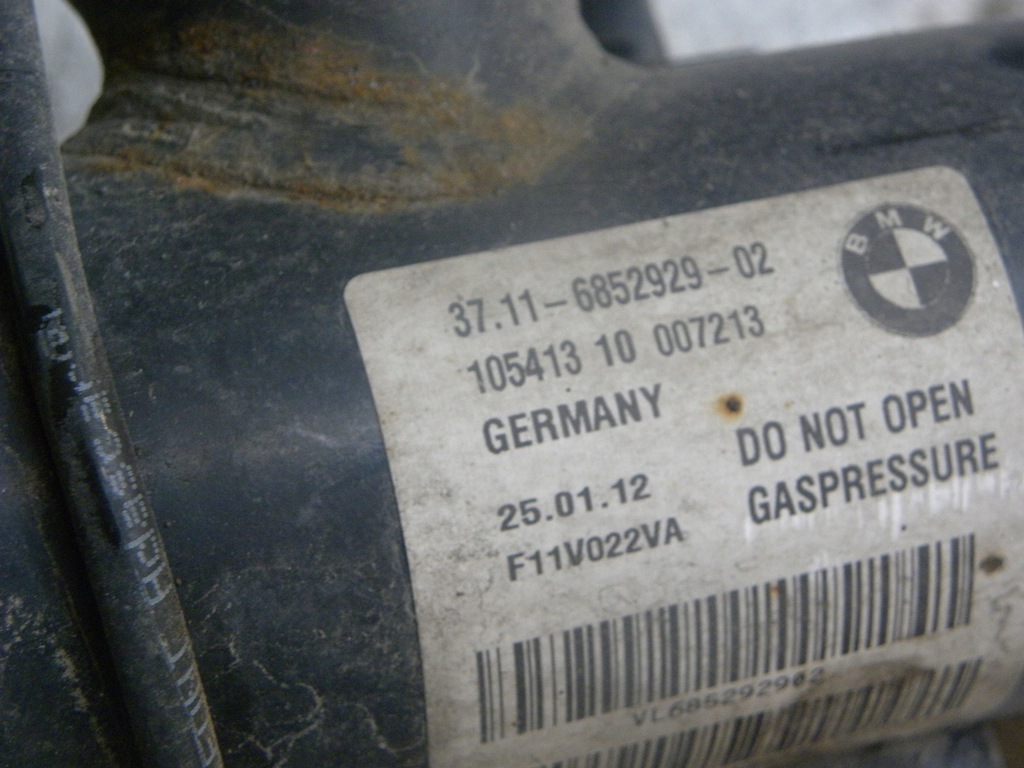 BMW
37.11-6852929-02
105413 10 007213
GERMANY
DO NOT OPEN
GASPRESSURE
25.01.12
F11V022VA
VL685292902